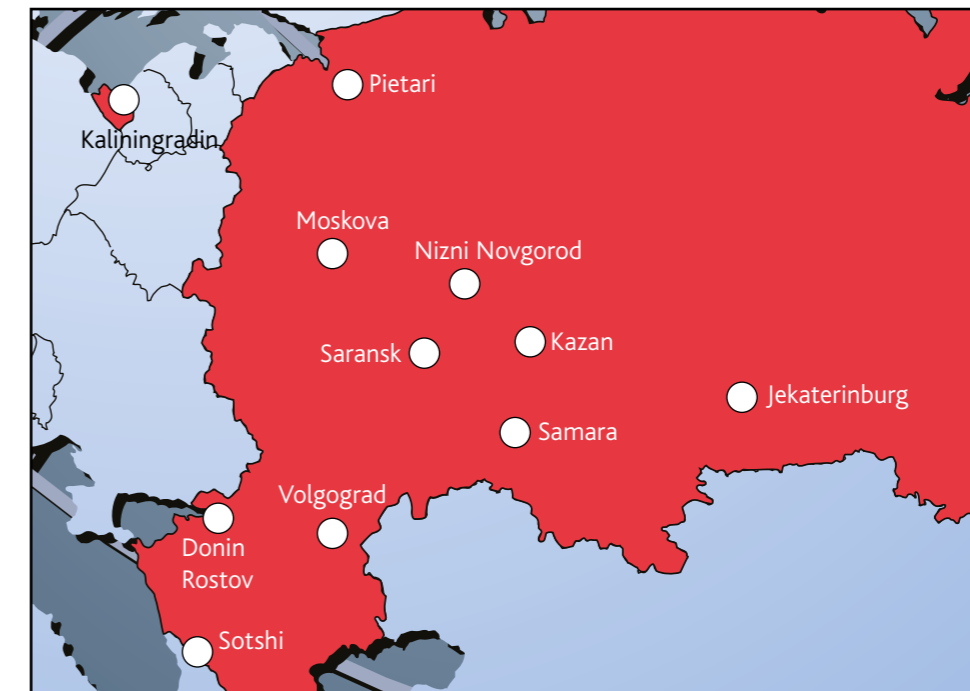 Pietari
Kaliningradin
Moskova
Nizni Novgorod
Kazan
Saransk
Jekaterinburg
Samara
Volgograd
Donin
Rostov
Sotshi